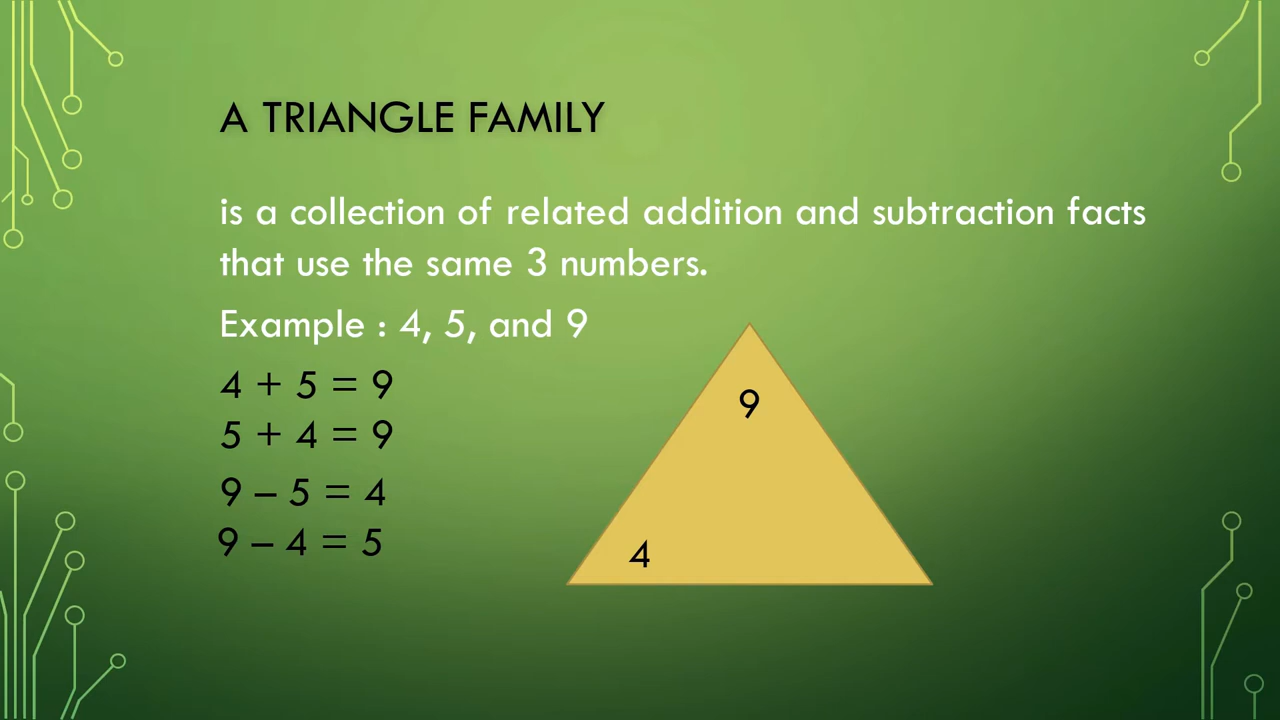 A TRIANGLE FAMILY
is a collection of related addition and subtraction facts
that use the same 3 numbers.
Example : 4, 5, and 9
4 + 5 = 9
5 + 4 = 9
9 – 5 = 4
9 – 4 = 5
9
4